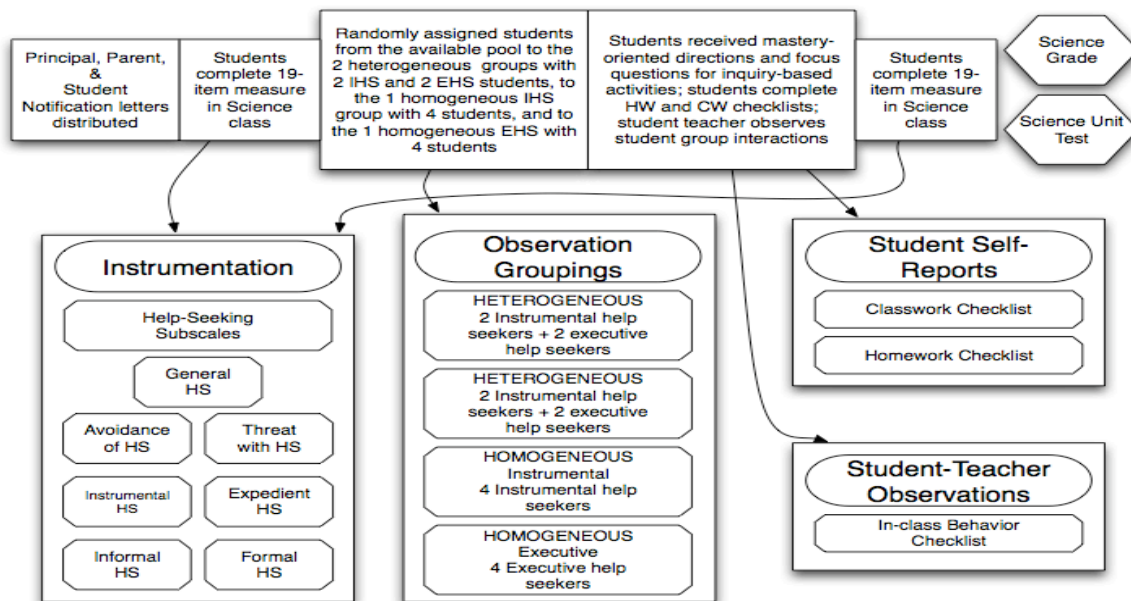 Principal, Parent,
&
Student
Notification letters
distributed
Students
complete 19-
item measure
in Science
class
Randomly assigned students
from the available pool to the
2 heterogeneous groups with
2 IHS and 2 EHS students, to
the 1 homogeneous IHS
group with 4 students, and to
the 1 homogeneous EHS with
4 students
Students received mastery-
oriented directions and focus
questions for inquiry-based
activities; students complete
HW and CW checklists;
student teacher observes
student group interactions
Students
complete 19-
item measure
in Science
class
Science
Grade
Science Unit
Test
Instrumentation
Help-Seeking
Subscales
General
HS
Avoidance
of HS
Threat
with HS
Instrumental
HS
Expedient
HS
Informal
HS
Formal
HS
Observation
Groupings
HETEROGENEOUS
2 Instrumental help
seekers + 2 executive
help seekers
HETEROGENEOUS
2 Instrumental help
seekers + 2 executive
help seekers
HOMOGENEOUS
Instrumental
4 Instrumental help
seekers
HOMOGENEOUS
Executive
4 Executive help
seekers
Student Self-
Reports
Classwork Checklist
Homework Checklist
Student-Teacher
Observations
In-class Behavior
Checklist